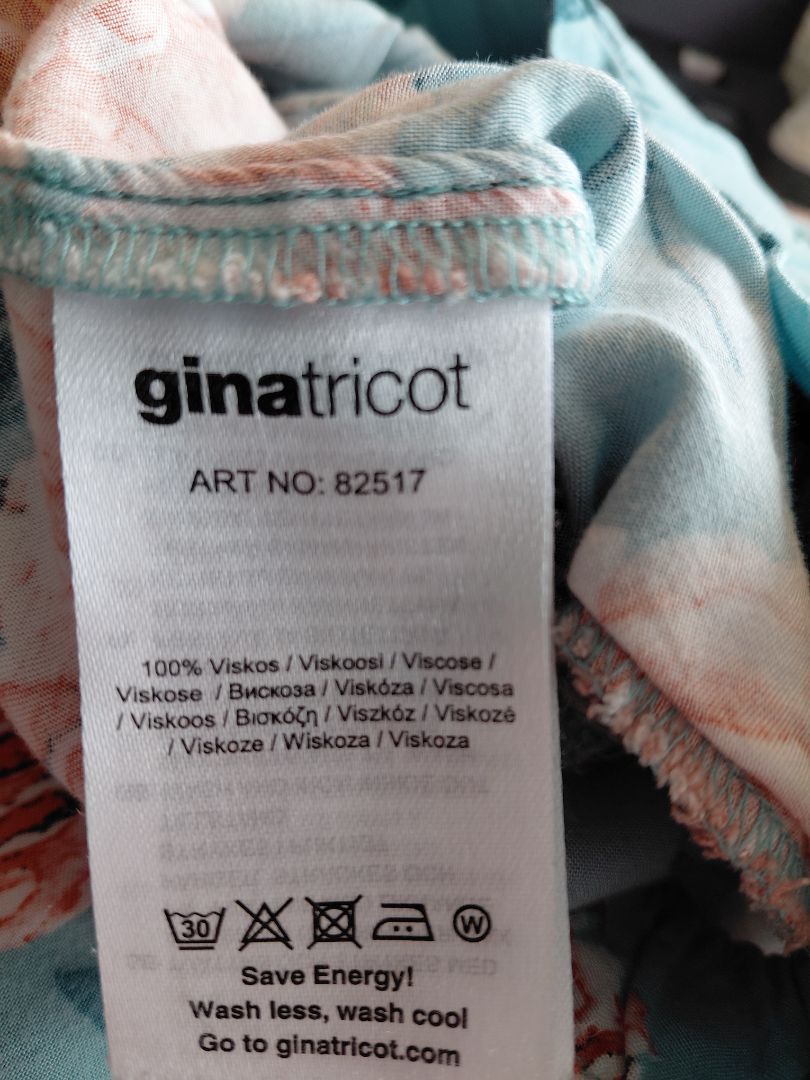 ginatricot
ART NO: 82517
100% Viskos / Viskoosi / Viscose /
Viskose / Вискоза / Viskóza / Viscosa
/ Viskoos / Βισκόζη / Viszkóz / Viskozė
/ Viskoze / Wiskoza / Viskoza
30 W
Save Energy!
Wash less, wash cool
Go to ginatricot.com